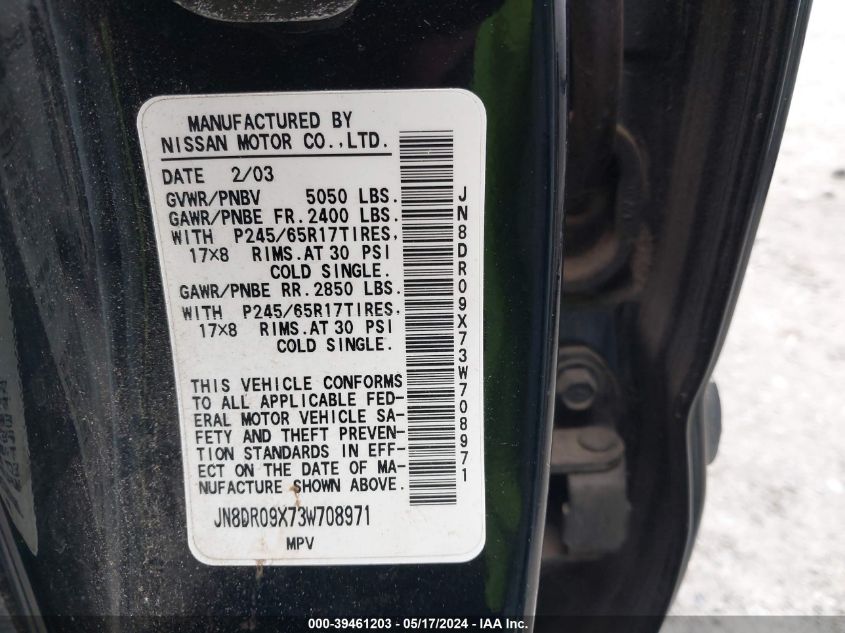 MANUFACTURED BY
NISSAN MOTOR CO.,LTD.
DATE 2/03
GVWR/PNBV 5050 LBS.
GAWR/PNBE FR. 2400 LBS.
WITH P245/65R17TIRES,
17X8 RIMS.AT 30 PSI
COLD SINGLE.
GAWR/PNBE RR. 2850 LBS.
WITH P245/65R17TIRES,
17X8 RIMS.AT 30 PSI
COLD SINGLE.
THIS VEHICLE CONFORMS
TO ALL APPLICABLE FED-
ERAL MOTOR VEHICLE SA-
FETY AND THEFT PREVEN-
TION STANDARDS IN EFF-
ECT ON THE DATE OF MA-
NUFACTURE SHOWN ABOVE.
JN8DR09X73W708971
MPV
JN8DR09X73W708971
000-39461203 - 05/17/2024 - IAA Inc.